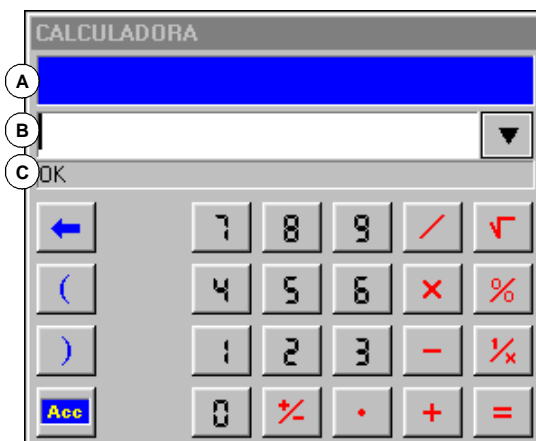 CALCULADORA
A
B
C OK
7 8 9 / √
( 4 5 6 × %
) 1 2 3 − 1/x
Acc 0 +/- . + =